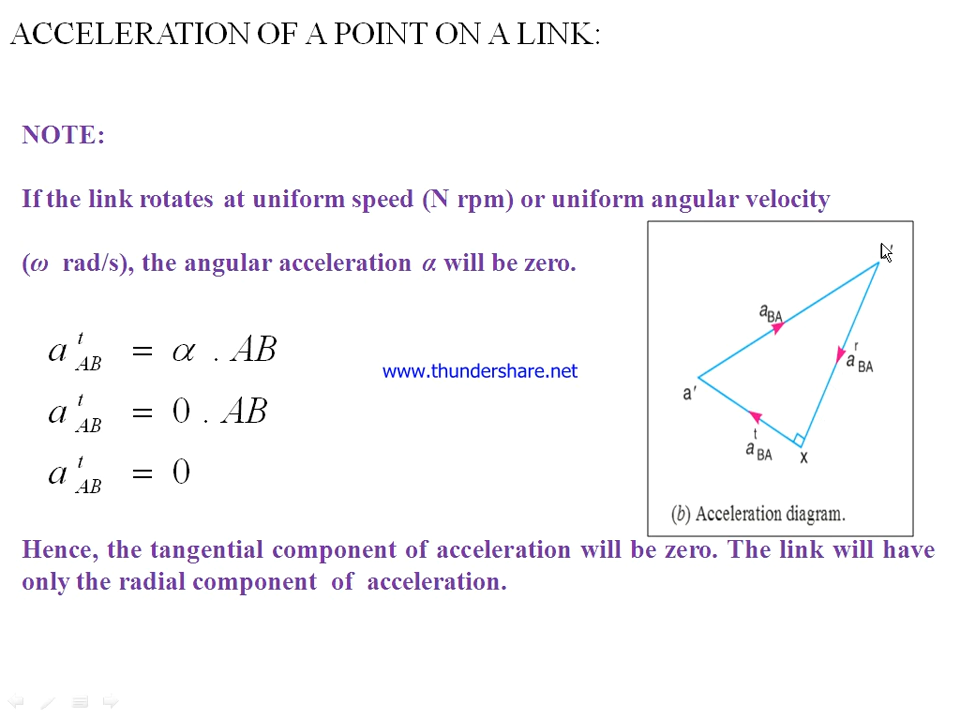 ACCELERATION OF A POINT ON A LINK:
NOTE:
If the link rotates at uniform speed (N rpm) or uniform angular velocity
(ω rad/s), the angular acceleration α will be zero.
a^t_AB = α . AB
a^t_AB = 0 . AB
a^t_AB = 0
www.thundershare.net
a_BA
a^r_BA
a′
a^t_BA
x
(b) Acceleration diagram.
Hence, the tangential component of acceleration will be zero. The link will have
only the radial component of acceleration.